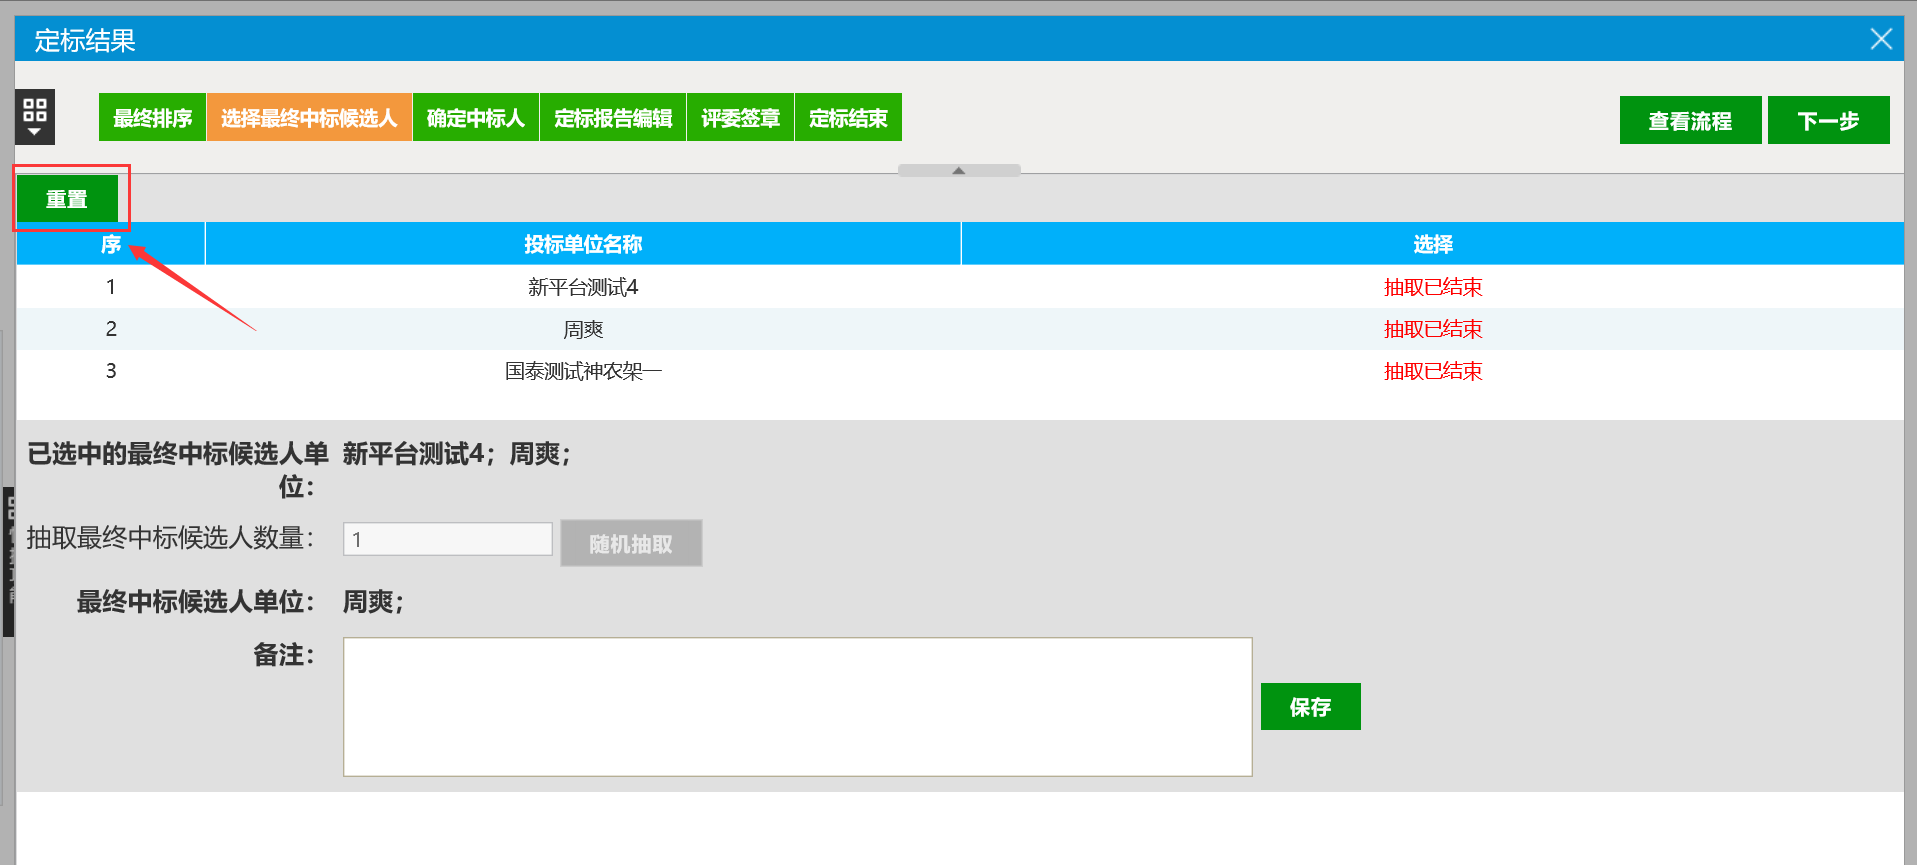 定标结果
最终排序 选择最终中标候选人 确定中标人 定标报告编辑 评委签章 定标结束 查看流程 下一步
重置
序 投标单位名称 选择
1 新平台测试4 抽取已结束
2 周爽 抽取已结束
3 国泰测试神农架一 抽取已结束
已选中的最终中标候选人单 新平台测试4；周爽；
位：
抽取最终中标候选人数量： 1 随机抽取
最终中标候选人单位： 周爽；
备注：
保存